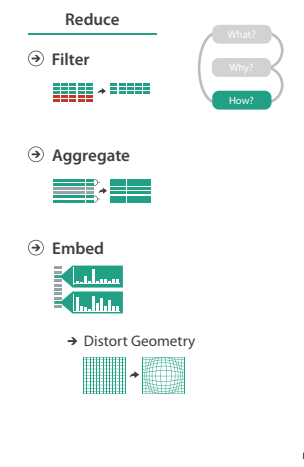 Reduce
What?
Why?
How?
Filter
Aggregate
Embed
Distort Geometry